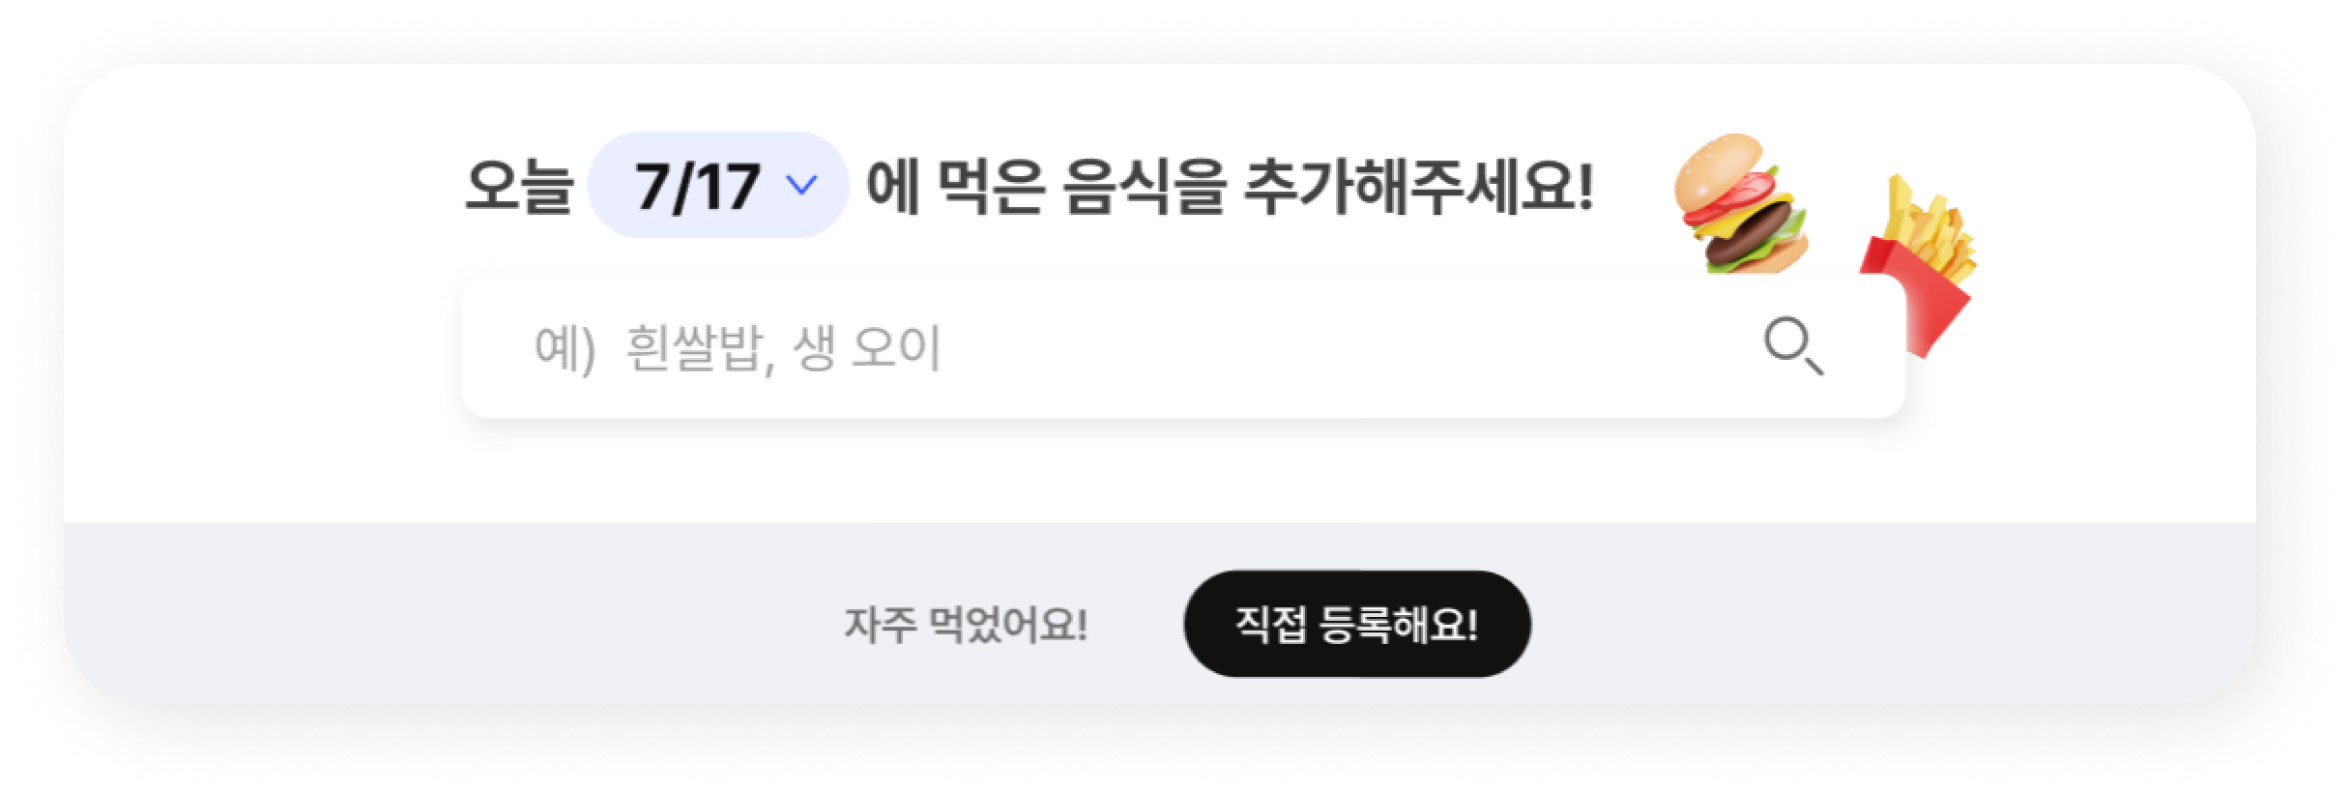 오늘 7/17 에 먹은 음식을 추가해주세요!
예) 흰쌀밥, 생 오이
자주 먹었어요! 직접 등록해요!